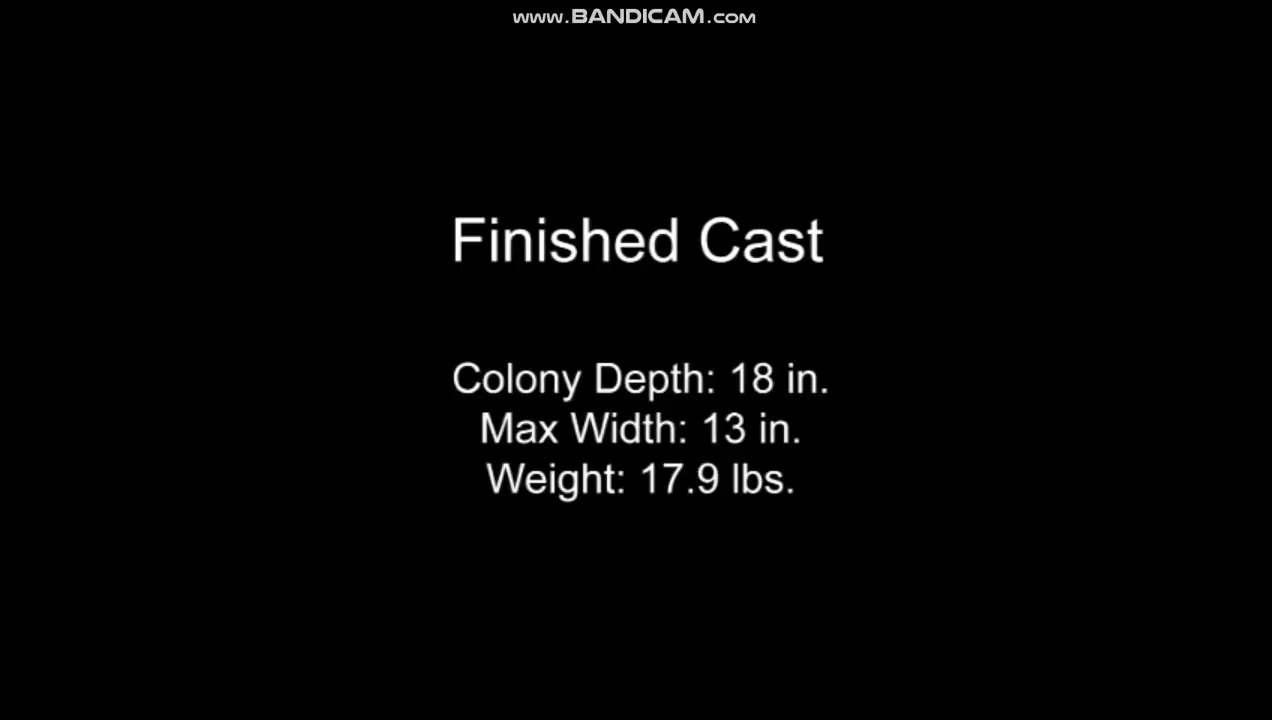 www.BANDICAM.com
Finished Cast
Colony Depth: 18 in.
Max Width: 13 in.
Weight: 17.9 lbs.